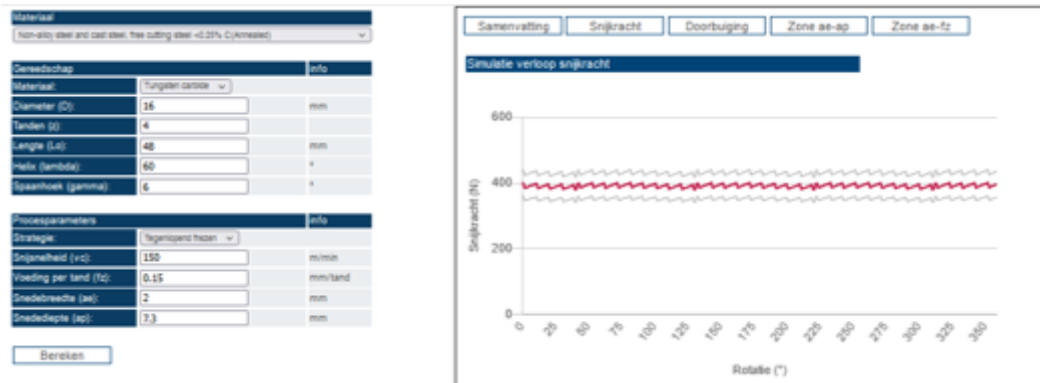 Materiaal
Non-alloy steel and cast steel, free cutting steel <0.25% C(Annealed)
Gereedschap info
Materiaal: Tungsten carbide
Diameter (D): 16 mm
Tanden (z): 4
Lengte (Lo): 48 mm
Helix (lambda): 60 °
Spaanhoek (gamma): 6 °
Procesparameters info
Strategie: Tegenlopend frezen
Snijsnelheid (vc): 150 m/min
Voeding per tand (fz): 0.15 mm/tand
Snedebreedte (ae): 2 mm
Snedediepte (ap): 7,3 mm
Bereken
Samenvatting Snijkracht Doorbuiging Zone ae-ap Zone ae-fz
Simulatie verloop snijkracht
600
400
200
0
Snijkracht (N)
0 25 50 75 100 125 150 175 200 225 250 275 300 325 350
Rotatie (°)